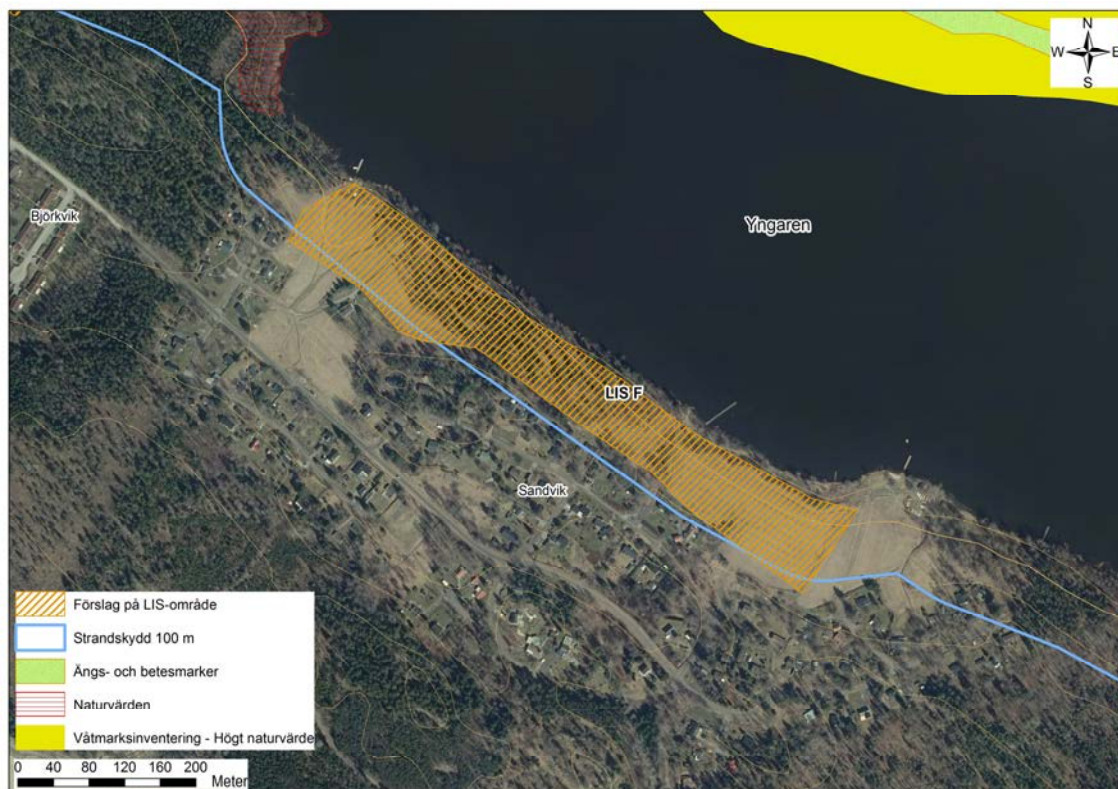 N
W E
S
Björkvik
Yngaren
LIS F
Sandvik
Förslag på LIS-område
Strandskydd 100 m
Ängs- och betesmarker
Naturvärden
Våtmarksinventering - Högt naturvärde
0 40 80 120 160 200
Meter